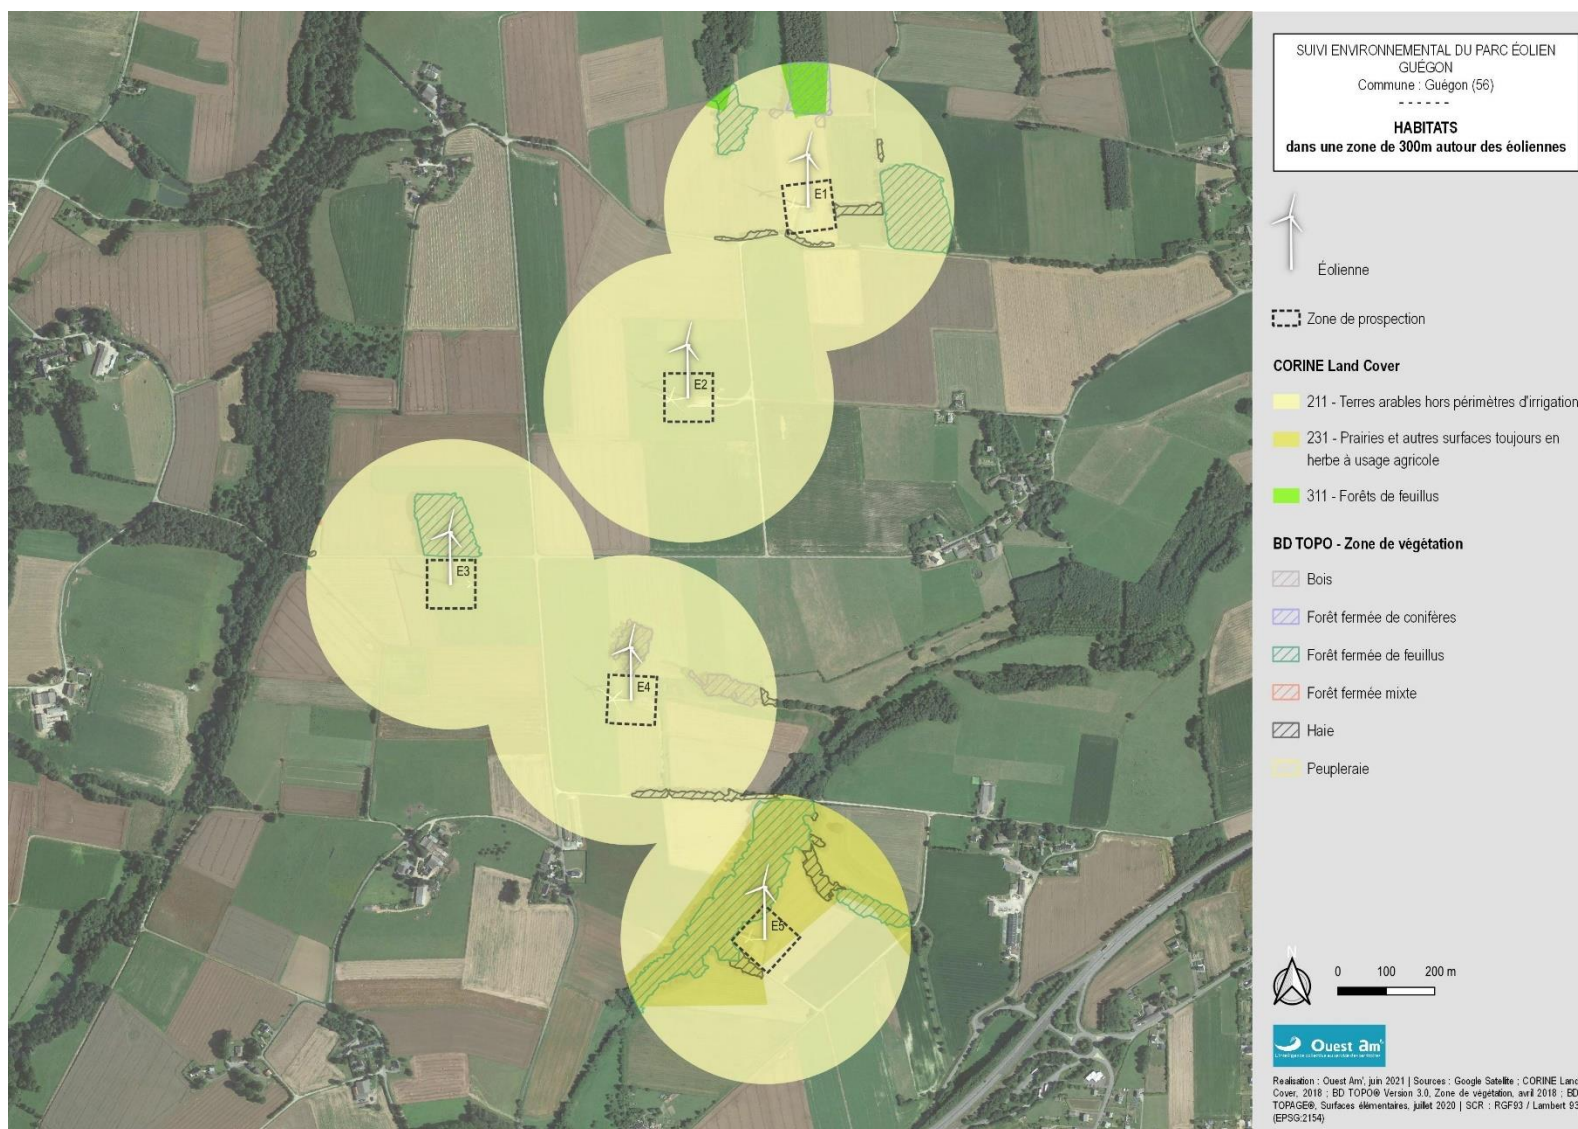 SUIVI ENVIRONNEMENTAL DU PARC ÉOLIEN
GUÉGON
Commune : Guégon (56)
- - - - - -
HABITATS
dans une zone de 300m autour des éoliennes
Éolienne
Zone de prospection
CORINE Land Cover
211 - Terres arables hors périmètres d'irrigation
231 - Prairies et autres surfaces toujours en
herbe à usage agricole
311 - Forêts de feuillus
BD TOPO - Zone de végétation
Bois
Forêt fermée de conifères
Forêt fermée de feuillus
Forêt fermée mixte
Haie
Peupleraie
E1
E2
E3
E4
E5
N
0 100 200 m
Ouest am'
Realisation : Ouest Am', juin 2021 | Sources : Google Satellite ; CORINE Land
Cover, 2018 ; BD TOPO® Version 3.0, Zone de végétation, avril 2018 ; BD
TOPAGE®, Surfaces élémentaires, juillet 2020 | SCR : RGF93 / Lambert 93
(EPSG:2154)